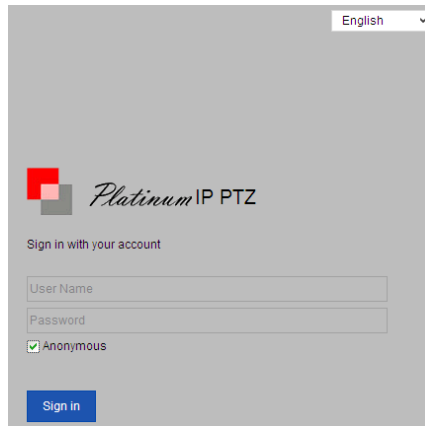 English
Platinum IP PTZ
Sign in with your account
User Name
Password
Anonymous
Sign in